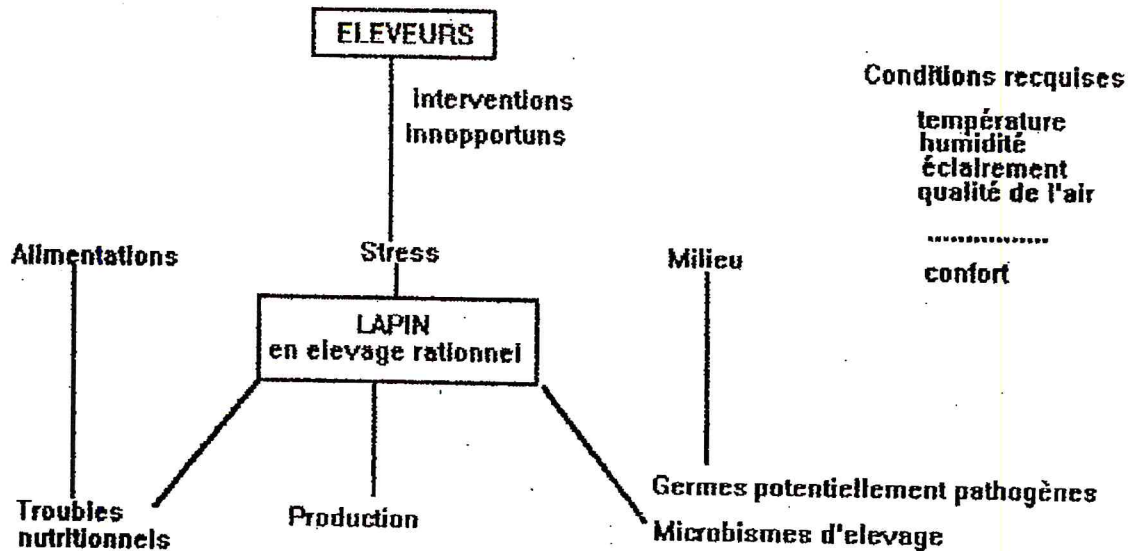 ELEVEURS
Interventions
innopportuns
Conditions recquises
température
humidité
éclairement
qualité de l'air
confort
Alimentations
Stress
Milieu
LAPIN
en elevage rationnel
Troubles
nutritionnels
Production
Germes potentiellement pathogènes
Microbismes d'elevage